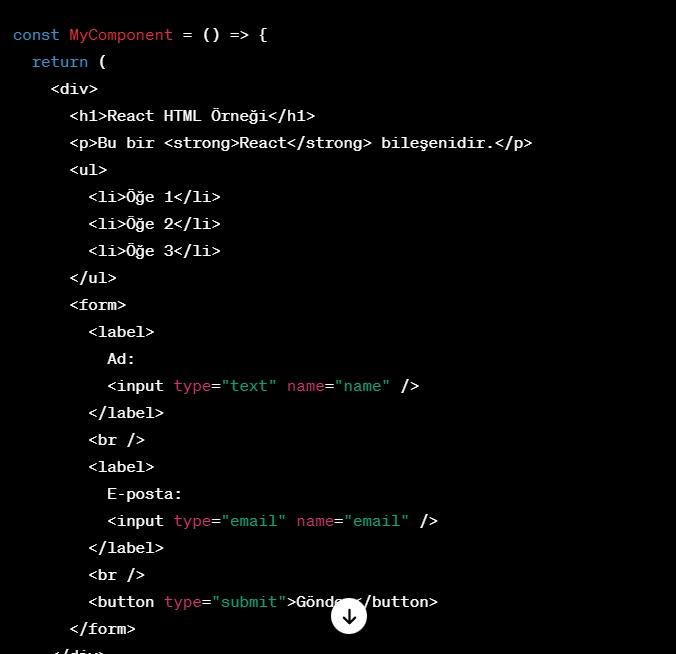 const MyComponent = () => {
return (
<div>
<h1>React HTML Örneği</h1>
<p>Bu bir <strong>React</strong> bileşenidir.</p>
<ul>
<li>Öğe 1</li>
<li>Öğe 2</li>
<li>Öğe 3</li>
</ul>
<form>
<label>
Ad:
<input type="text" name="name" />
</label>
<br />
<label>
E-posta:
<input type="email" name="email" />
</label>
<br />
<button type="submit"></button>
</form>
</div>